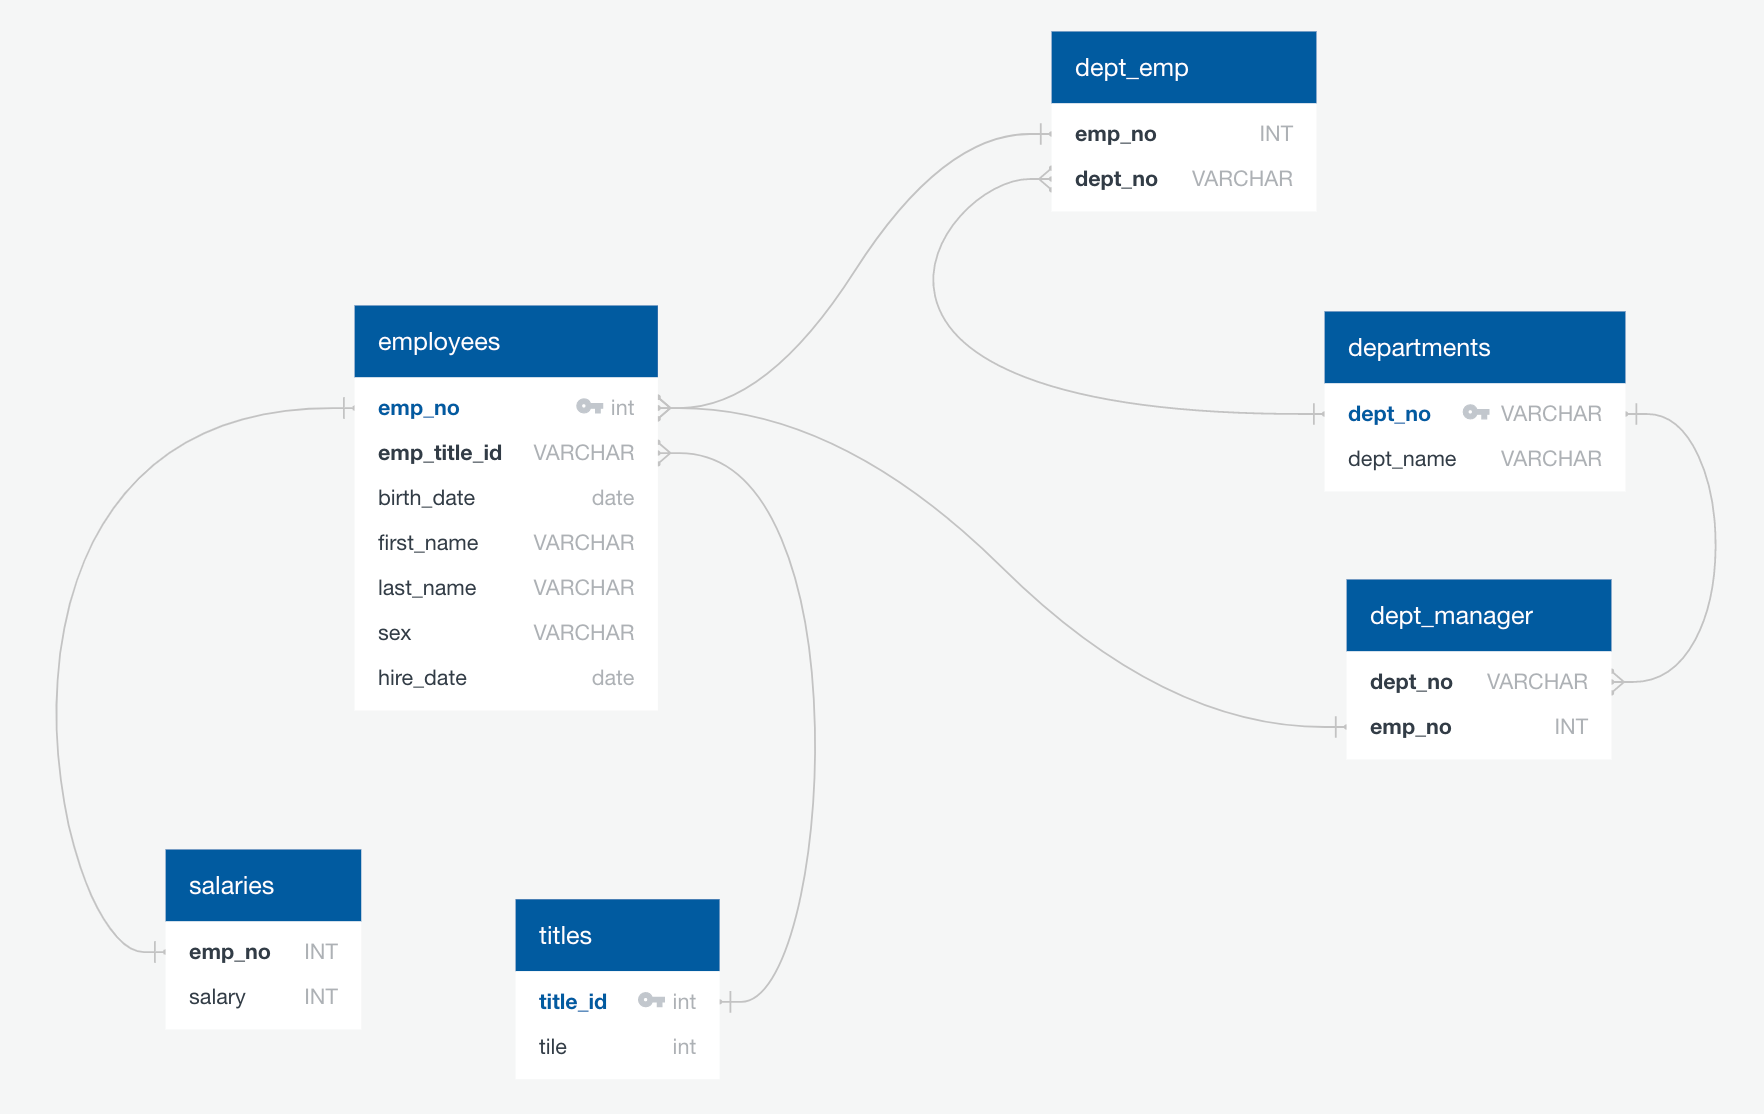 dept_emp
emp_no INT
dept_no VARCHAR
employees
emp_no int
emp_title_id VARCHAR
birth_date date
first_name VARCHAR
last_name VARCHAR
sex VARCHAR
hire_date date
departments
dept_no VARCHAR
dept_name VARCHAR
dept_manager
dept_no VARCHAR
emp_no INT
salaries
emp_no INT
salary INT
titles
title_id int
tile int